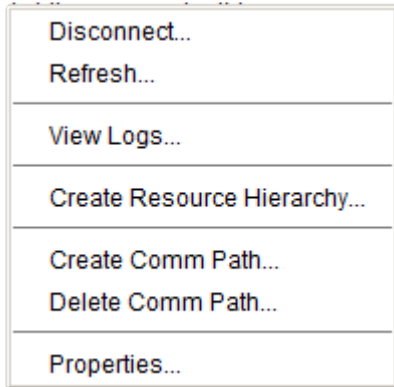 Disconnect...
Refresh...
View Logs...
Create Resource Hierarchy...
Create Comm Path...
Delete Comm Path...
Properties...